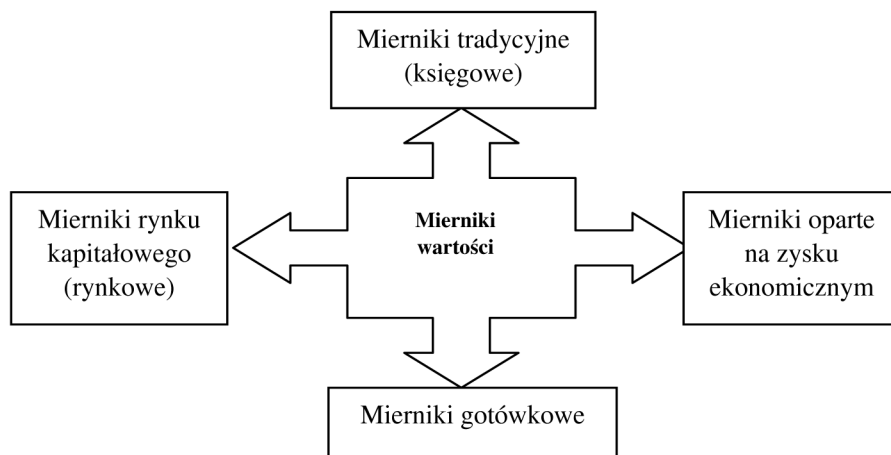 Mierniki tradycyjne
(księgowe)
Mierniki rynku
kapitałowego
(rynkowe)
Mierniki
wartości
Mierniki oparte
na zysku
ekonomicznym
Mierniki gotówkowe